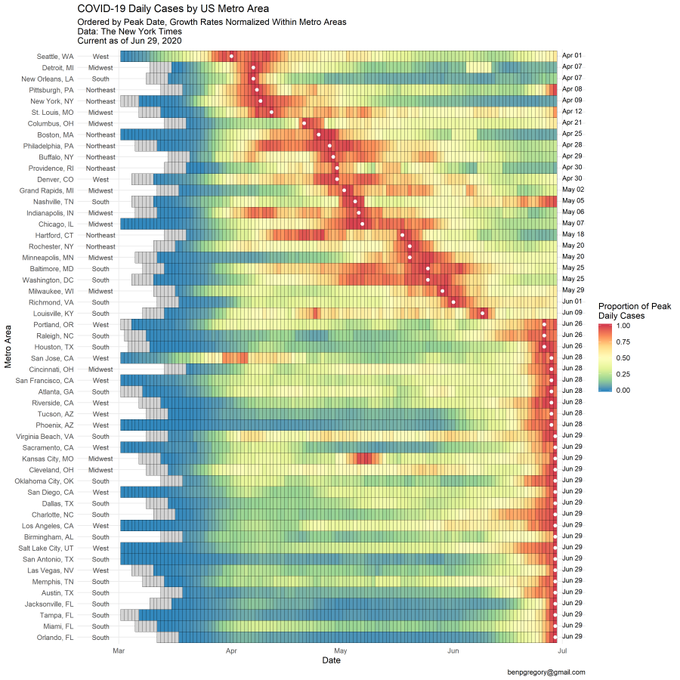 COVID-19 Daily Cases by US Metro Area
Ordered by Peak Date, Growth Rates Normalized Within Metro Areas
Data: The New York Times
Current as of Jun 29, 2020
Seattle, WA West Apr 01
Detroit, MI Midwest Apr 07
New Orleans, LA South Apr 07
Pittsburgh, PA Northeast Apr 08
New York, NY Northeast Apr 09
St. Louis, MO Midwest Apr 12
Columbus, OH Midwest Apr 21
Boston, MA Northeast Apr 25
Philadelphia, PA Northeast Apr 28
Buffalo, NY Northeast Apr 29
Providence, RI Northeast Apr 30
Denver, CO West Apr 30
Grand Rapids, MI Midwest May 02
Nashville, TN South May 05
Indianapolis, IN Midwest May 06
Chicago, IL Midwest May 07
Hartford, CT Northeast May 18
Rochester, NY Northeast May 20
Minneapolis, MN Midwest May 20
Baltimore, MD South May 25
Washington, DC South May 25
Milwaukee, WI Midwest May 29
Richmond, VA South Jun 01
Louisville, KY South Jun 09
Portland, OR West Jun 26
Raleigh, NC South Jun 26
Houston, TX South Jun 26
San Jose, CA West Jun 28
Cincinnati, OH Midwest Jun 28
San Francisco, CA West Jun 28
Atlanta, GA South Jun 28
Riverside, CA West Jun 28
Tucson, AZ West Jun 28
Phoenix, AZ West Jun 28
Virginia Beach, VA South Jun 29
Sacramento, CA West Jun 29
Kansas City, MO Midwest Jun 29
Cleveland, OH Midwest Jun 29
Oklahoma City, OK South Jun 29
San Diego, CA West Jun 29
Dallas, TX South Jun 29
Charlotte, NC South Jun 29
Los Angeles, CA West Jun 29
Birmingham, AL South Jun 29
Salt Lake City, UT West Jun 29
San Antonio, TX South Jun 29
Las Vegas, NV West Jun 29
Memphis, TN South Jun 29
Austin, TX South Jun 29
Jacksonville, FL South Jun 29
Tampa, FL South Jun 29
Miami, FL South Jun 29
Orlando, FL South Jun 29
Metro Area
Mar Apr May Jun Jul
Date
Proportion of Peak
Daily Cases
1.00
0.75
0.50
0.25
0.00
benpgregory@gmail.com